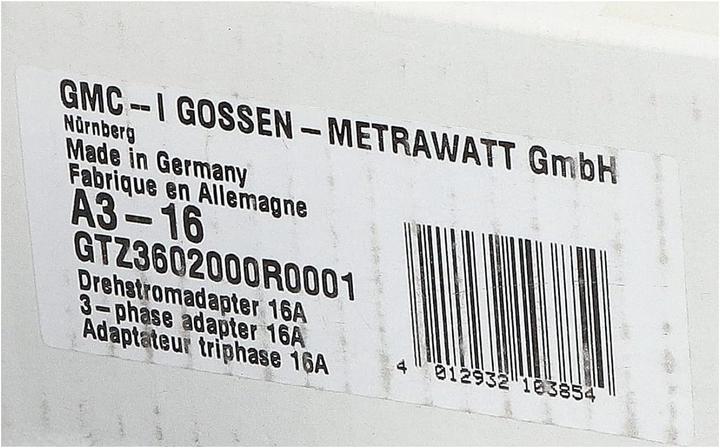 GMC--I GOSSEN-METRAWATT GmbH
Nürnberg
Made in Germany
Fabrique en Allemagne
A3-16
GTZ3602000R0001
Drehstromadapter 16A
3-phase adapter 16A
Adaptateur triphase 16A
4 012932 103854